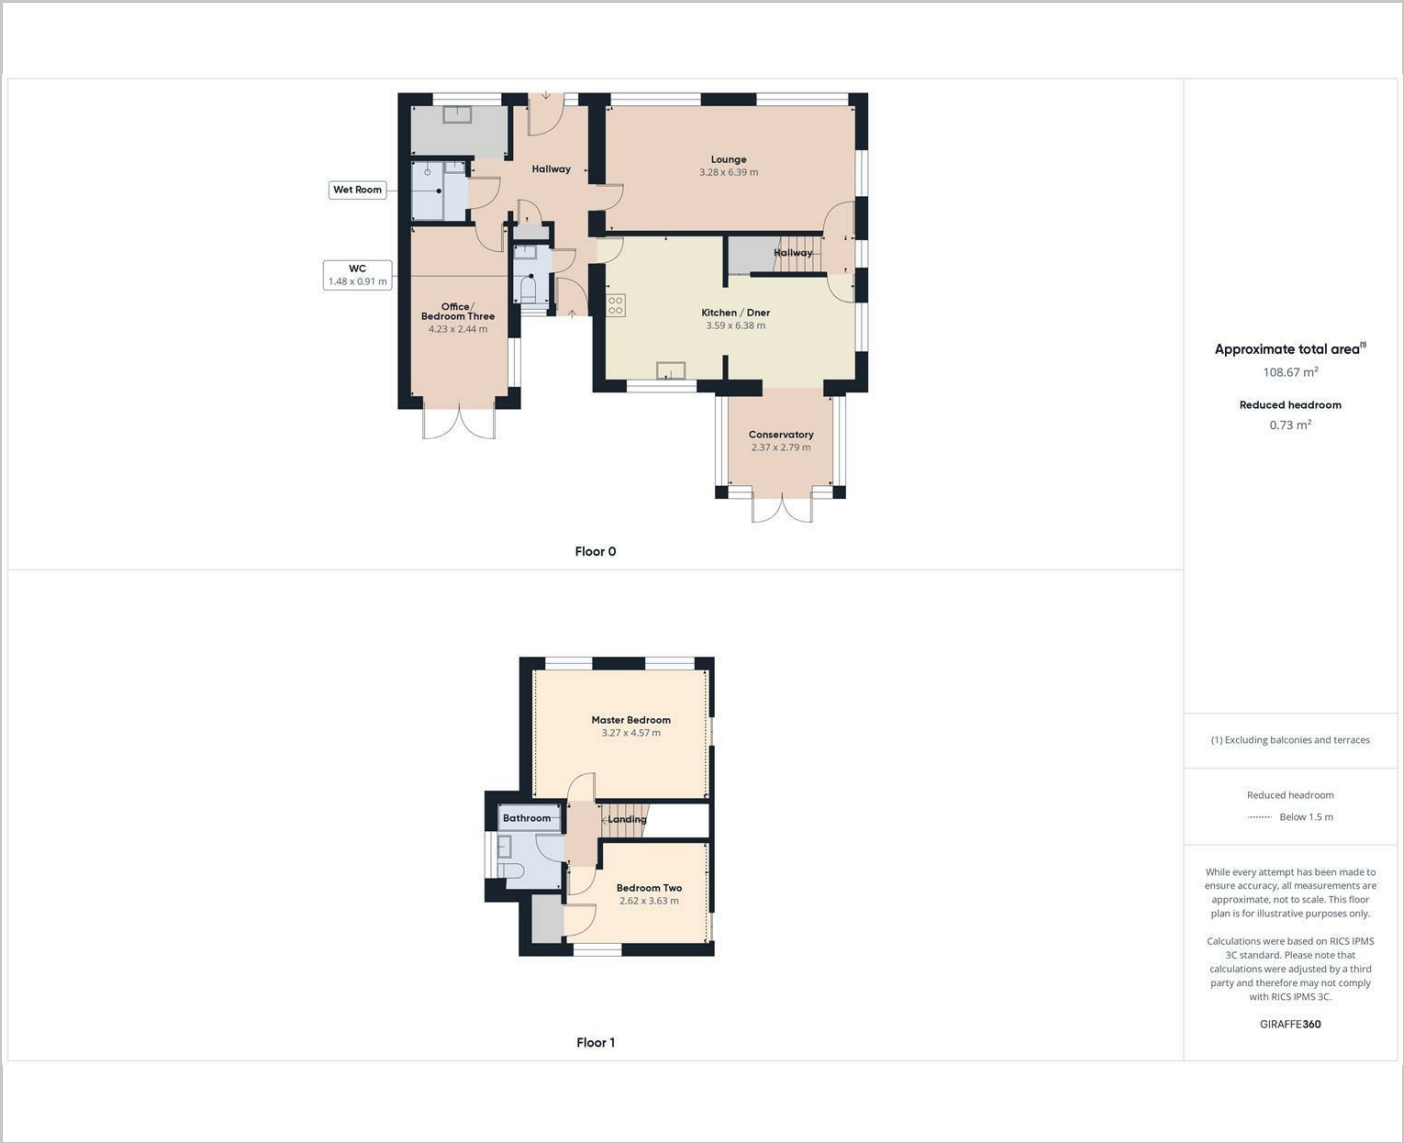 Lounge
3.28 x 6.39 m
Hallway
Wet Room
WC
1.48 x 0.91 m
Hallway
Office/
Bedroom Three
4.23 x 2.44 m
Kitchen / Dner
3.59 x 6.38 m
Conservatory
2.37 x 2.79 m
Floor 0
Master Bedroom
3.27 x 4.57 m
Bathroom
Landing
Bedroom Two
2.62 x 3.63 m
Floor 1
Approximate total area(1)
108.67 m²
Reduced headroom
0.73 m²
(1) Excluding balconies and terraces
Reduced headroom
Below 1.5 m
While every attempt has been made to
ensure accuracy, all measurements are
approximate, not to scale. This floor
plan is for illustrative purposes only.
Calculations were based on RICS IPMS
3C standard. Please note that
calculations were adjusted by a third
party and therefore may not comply
with RICS IPMS 3C.
GIRAFFE360